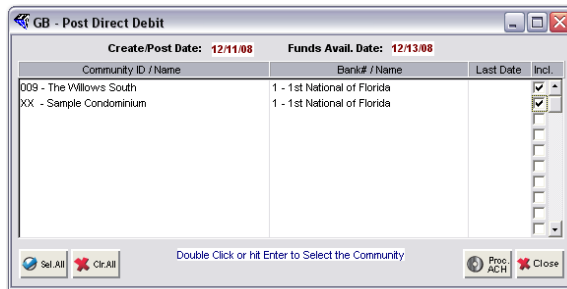 GB - Post Direct Debit
Create/Post Date: 12/11/08 Funds Avail. Date: 12/13/08
Community ID / Name Bank# / Name Last Date Incl.
009 - The Willows South 1 - 1st National of Florida
XX - Sample Condominium 1 - 1st National of Florida
Sel.All Clr.All Double Click or hit Enter to Select the Community Proc. ACH Close